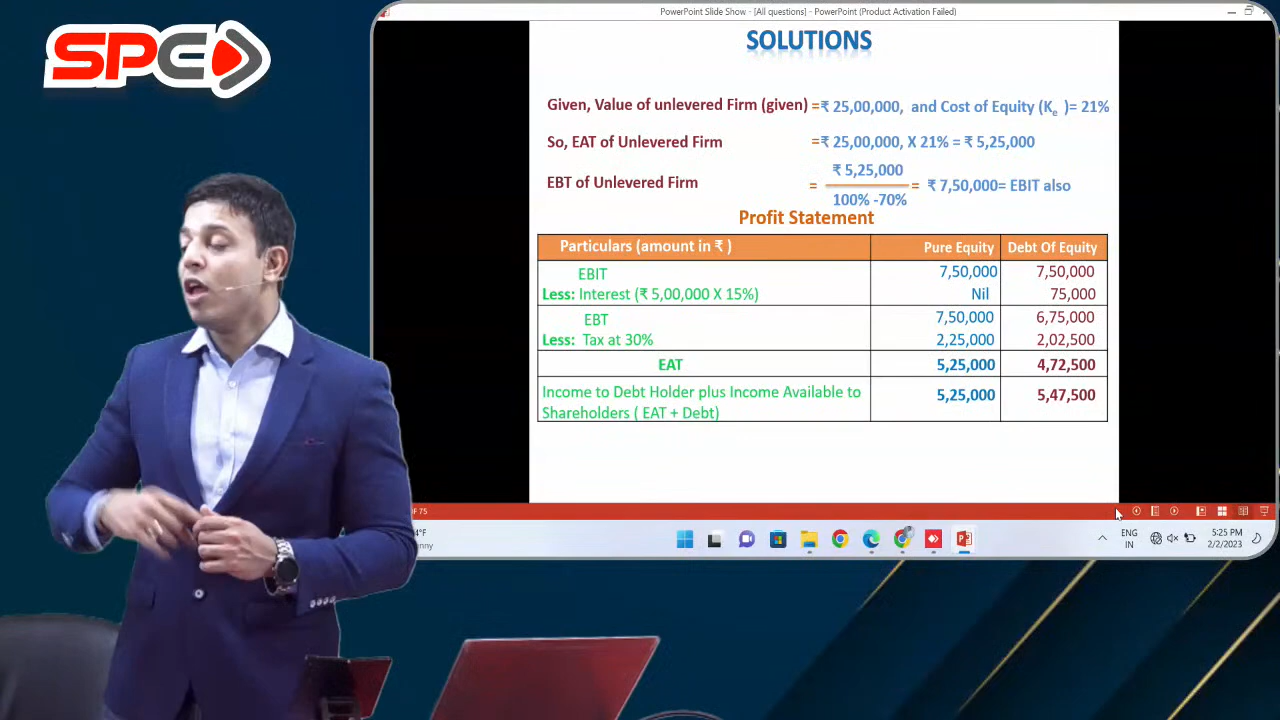 PowerPoint Slide Show - [All questions] - PowerPoint (Product Activation Failed)
SPE
SOLUTIONS
Given, Value of unlevered Firm (given) =₹ 25,00,000, and Cost of Equity (Ke )= 21%
So, EAT of Unlevered Firm =₹ 25,00,000, X 21% = ₹ 5,25,000
EBT of Unlevered Firm = ₹ 5,25,000 = ₹ 7,50,000= EBIT also
100% -70%
Profit Statement
Particulars (amount in ₹ ) Pure Equity Debt Of Equity
EBIT 7,50,000 7,50,000
Less: Interest (₹ 5,00,000 X 15%) Nil 75,000
EBT 7,50,000 6,75,000
Less: Tax at 30% 2,25,000 2,02,500
EAT 5,25,000 4,72,500
Income to Debt Holder plus Income Available to 5,25,000 5,47,500
Shareholders ( EAT + Debt)
OF 75
4°F
nny
ENG
IN
5:25 PM
2/2/2023